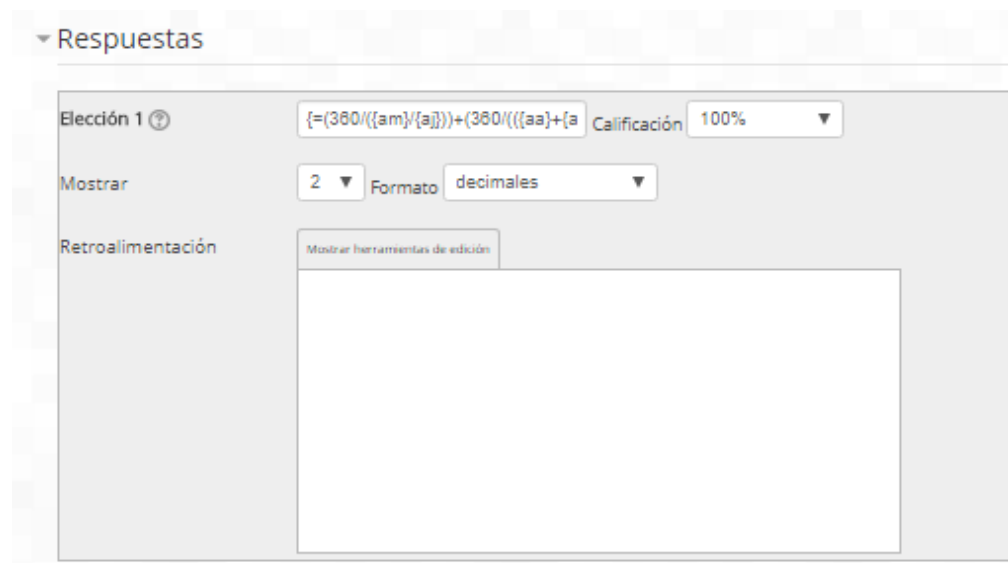 Respuestas
Elección 1
{=(360/({am}/{aj}))+(360/(({aa}+{a Calificación 100%
Mostrar 2 Formato decimales
Retroalimentación Mostrar herramientas de edición